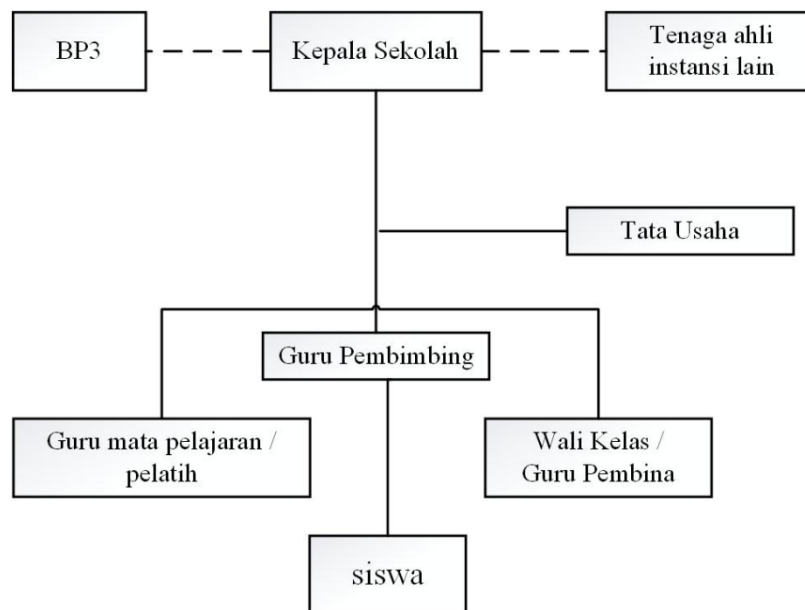 BP3
Kepala Sekolah
Tenaga ahli
instansi lain
Tata Usaha
Guru Pembimbing
Guru mata pelajaran /
pelatih
Wali Kelas /
Guru Pembina
siswa